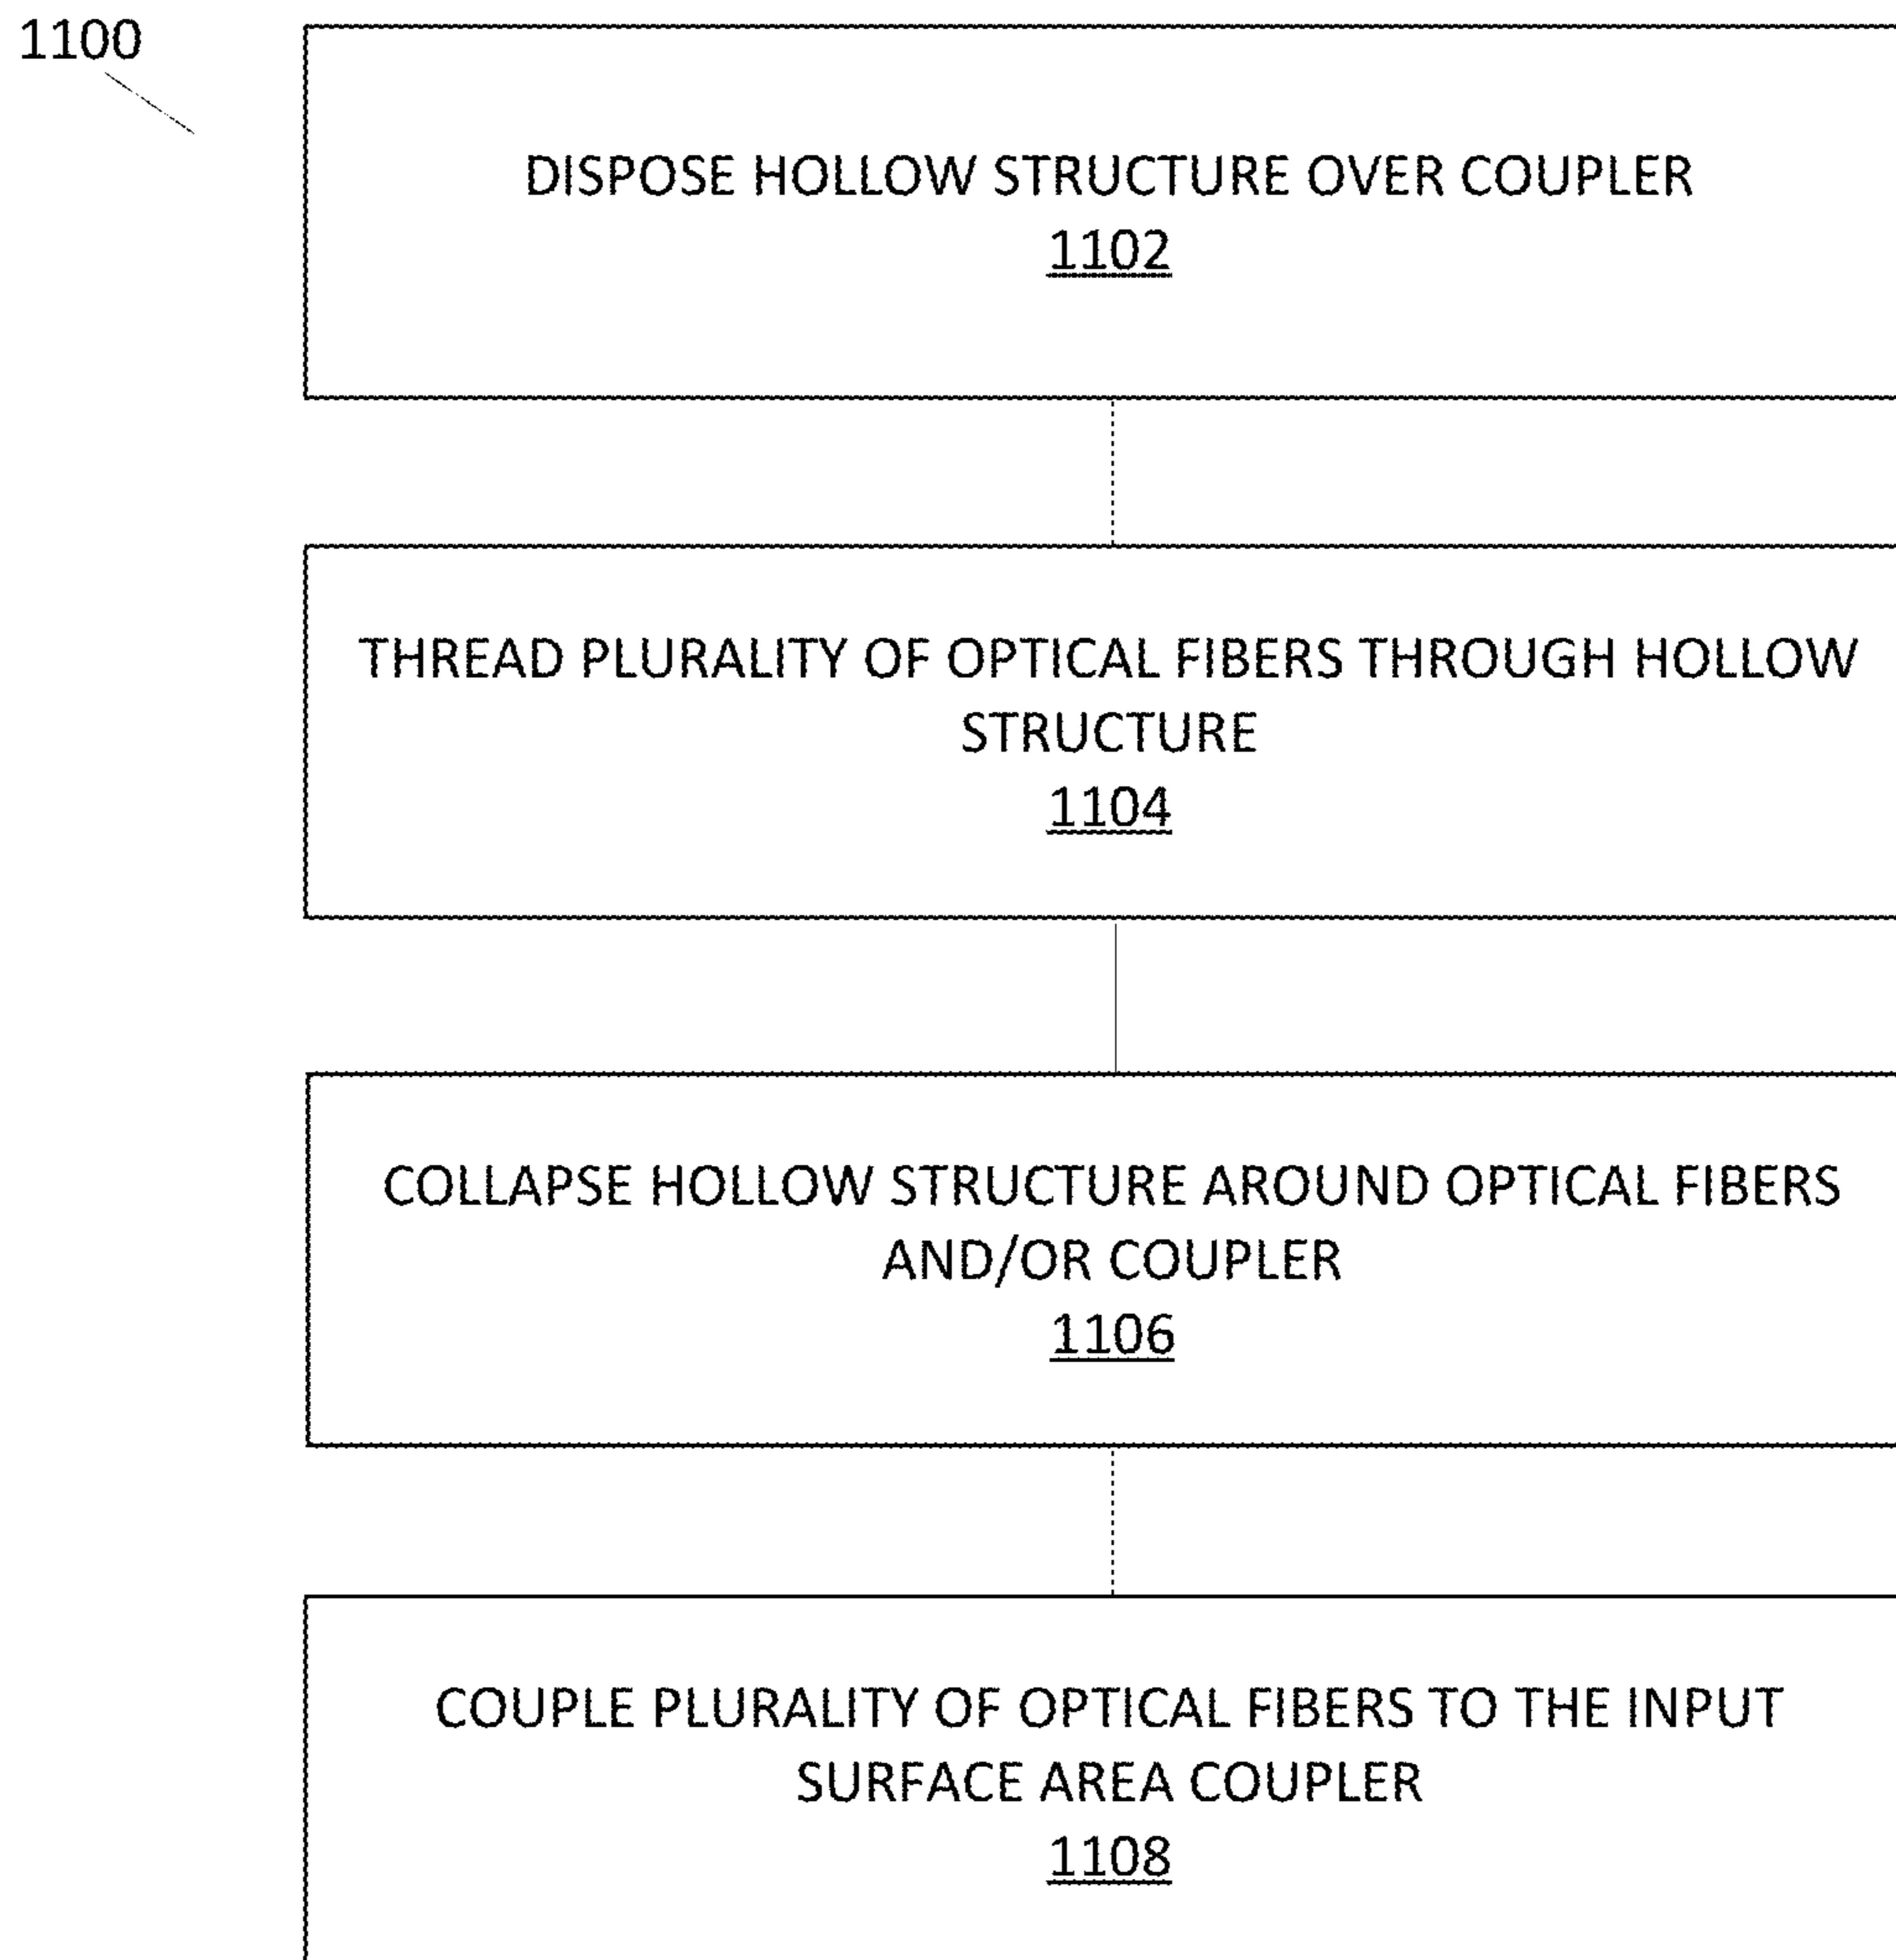 1100
DISPOSE HOLLOW STRUCTURE OVER COUPLER
1102
THREAD PLURALITY OF OPTICAL FIBERS THROUGH HOLLOW
STRUCTURE
1104
COLLAPSE HOLLOW STRUCTURE AROUND OPTICAL FIBERS
AND/OR COUPLER
1106
COUPLE PLURALITY OF OPTICAL FIBERS TO THE INPUT
SURFACE AREA COUPLER
1108